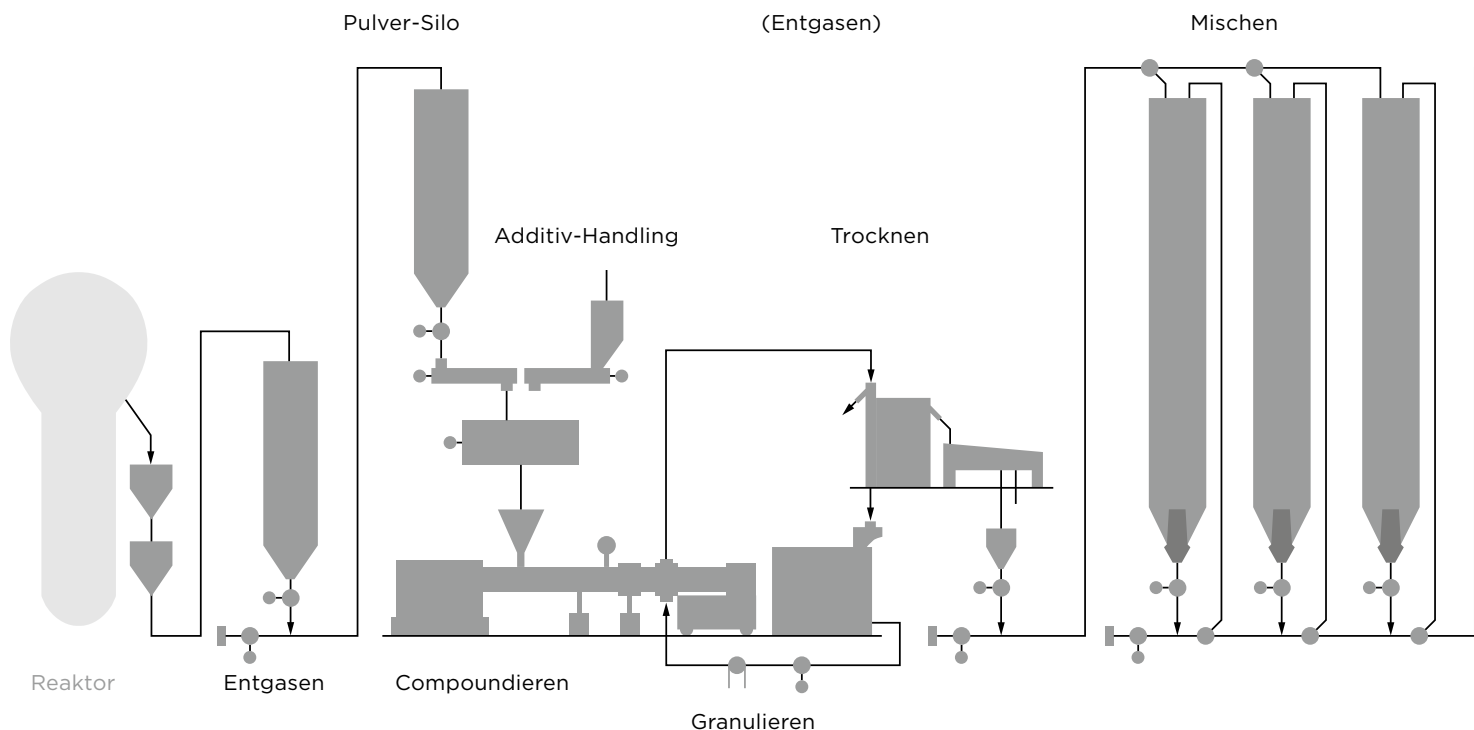 Pulver-Silo
(Entgasen)
Mischen
Additiv-Handling
Trocknen
Reaktor
Entgasen
Compoundieren
Granulieren